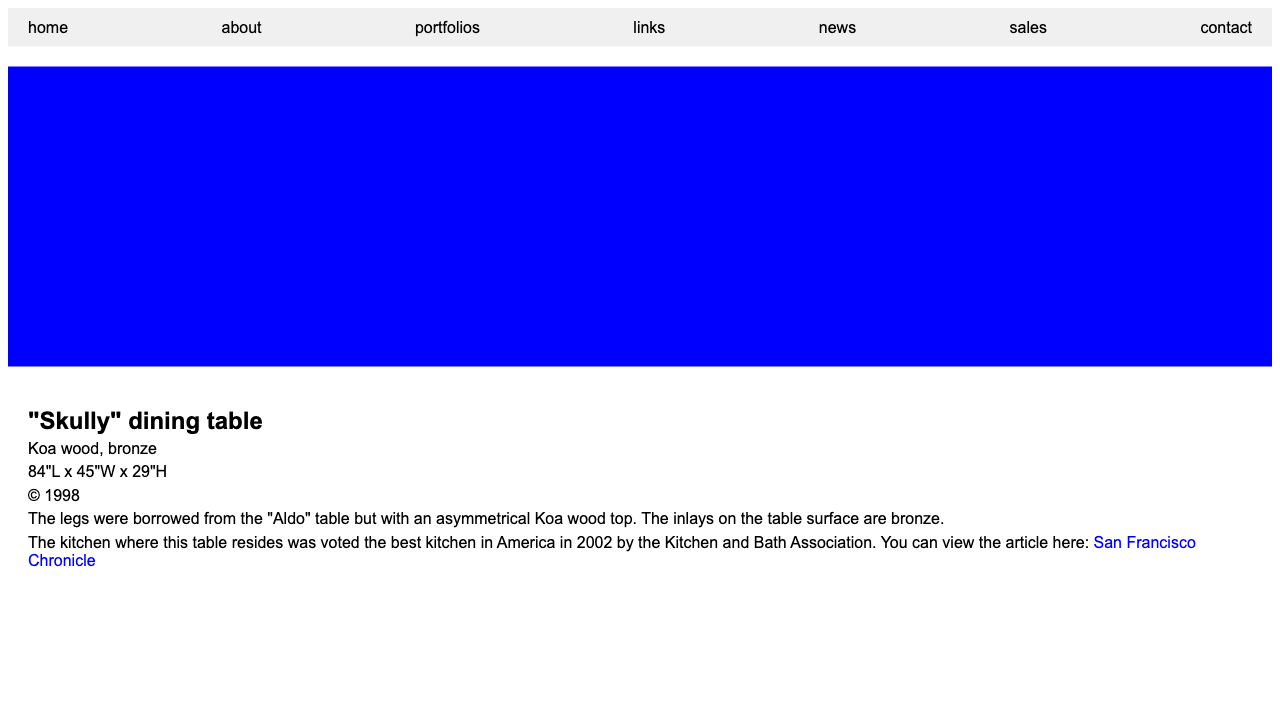 home about portfolios links news sales contact
"Skully" dining table
Koa wood, bronze
84"L x 45"W x 29"H
© 1998
The legs were borrowed from the "Aldo" table but with an asymmetrical Koa wood top. The inlays on the table surface are bronze.
The kitchen where this table resides was voted the best kitchen in America in 2002 by the Kitchen and Bath Association. You can view the article here: San Francisco
Chronicle